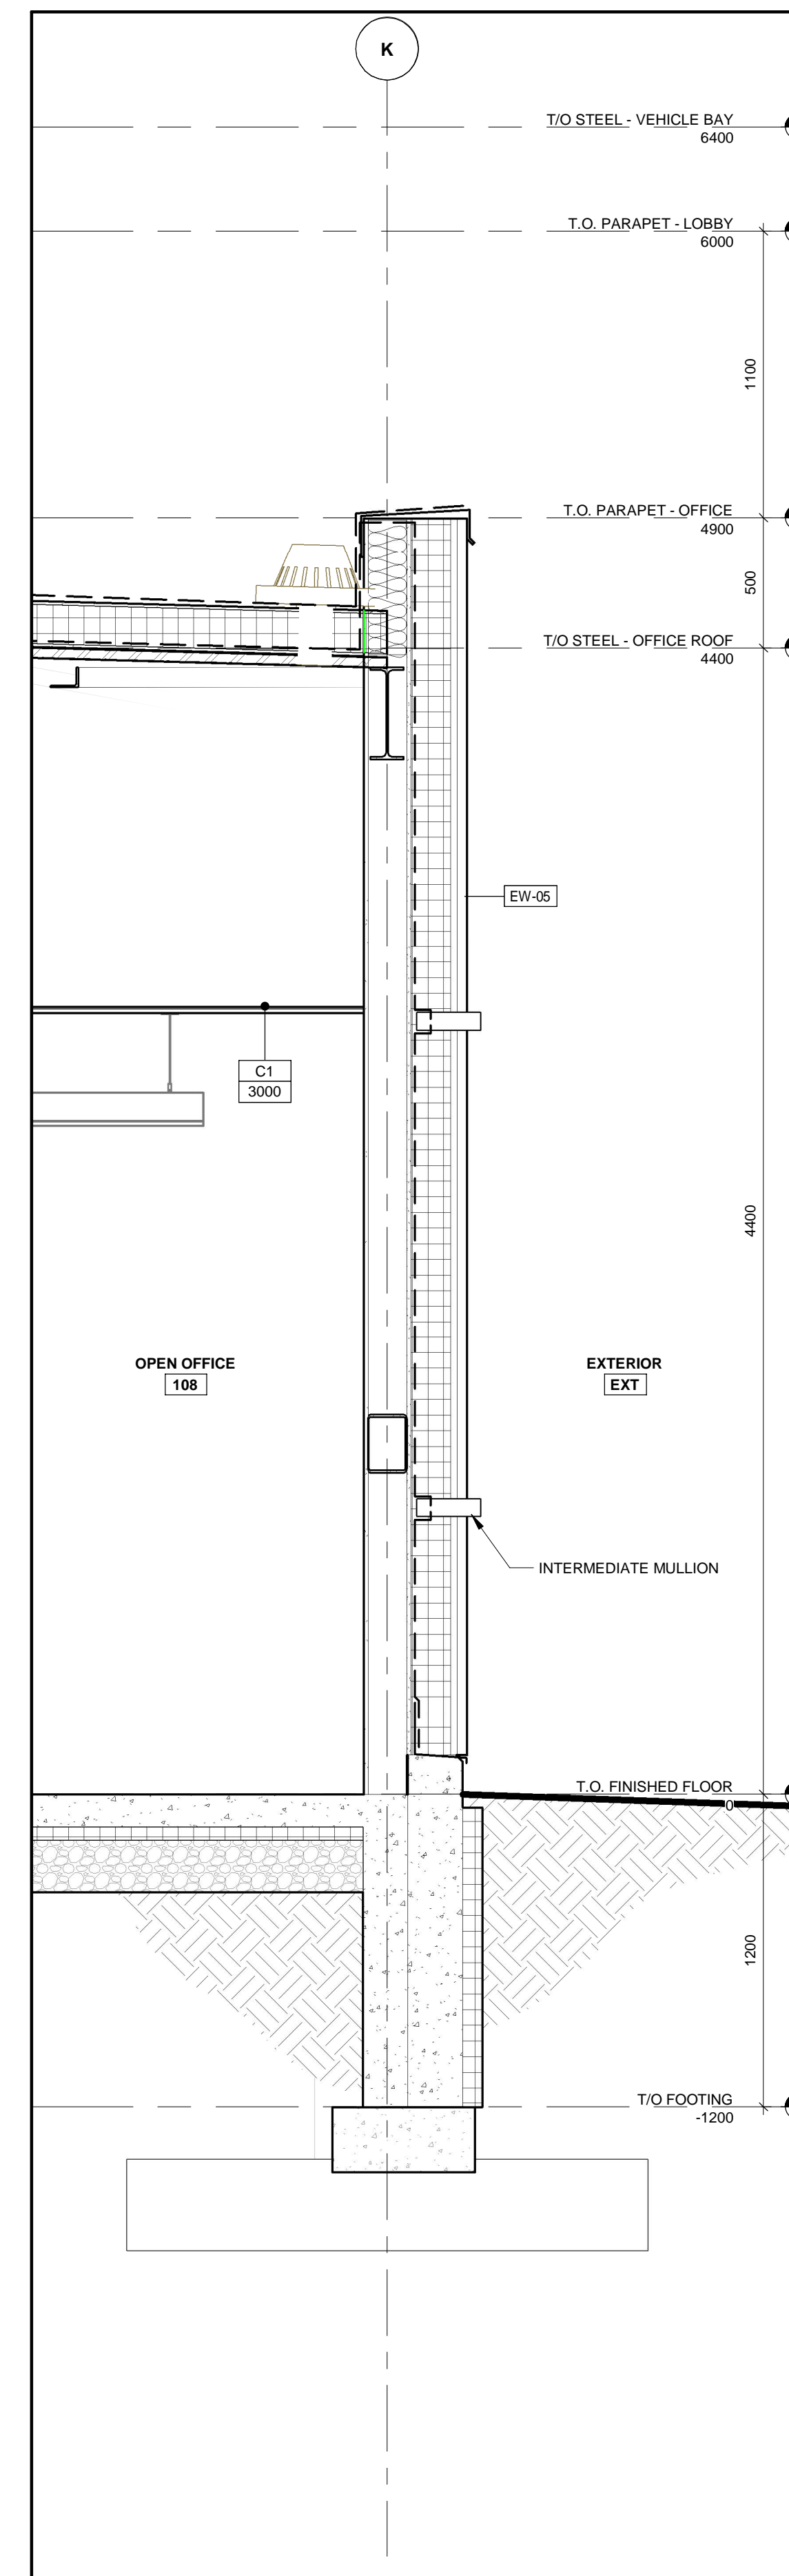 K
T/O STEEL - VEHICLE BAY
6400
T.O. PARAPET - LOBBY
6000
1100
T.O. PARAPET - OFFICE
4900
500
T/O STEEL - OFFICE ROOF
4400
EW-05
C1
3000
4400
OPEN OFFICE
108
EXTERIOR
EXT
INTERMEDIATE MULLION
T.O. FINISHED FLOOR
0
1200
T/O FOOTING
-1200